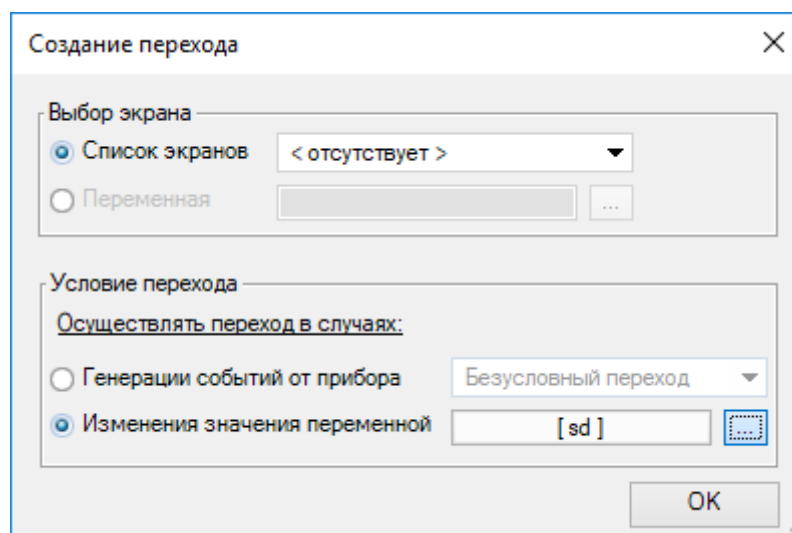 Создание перехода
Выбор экрана
Список экранов < отсутствует >
Переменная ...
Условие перехода
Осуществлять переход в случаях:
Генерации событий от прибора Безусловный переход
Изменения значения переменной [ sd ] ...
OK